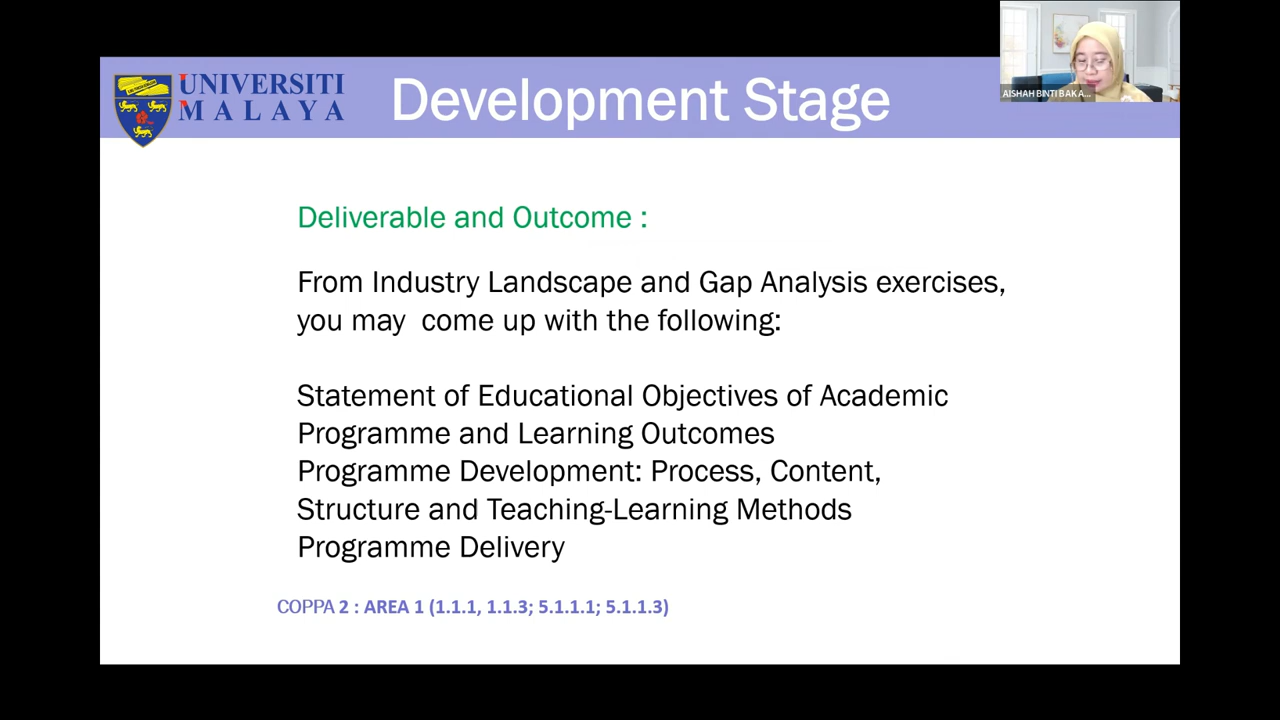 UNIVERSITI
MALAYA
Development Stage
AISHAH BINTI BAKA...
Deliverable and Outcome :
From Industry Landscape and Gap Analysis exercises,
you may come up with the following:
Statement of Educational Objectives of Academic
Programme and Learning Outcomes
Programme Development: Process, Content,
Structure and Teaching-Learning Methods
Programme Delivery
COPPA 2 : AREA 1 (1.1.1, 1.1.3; 5.1.1.1; 5.1.1.3)